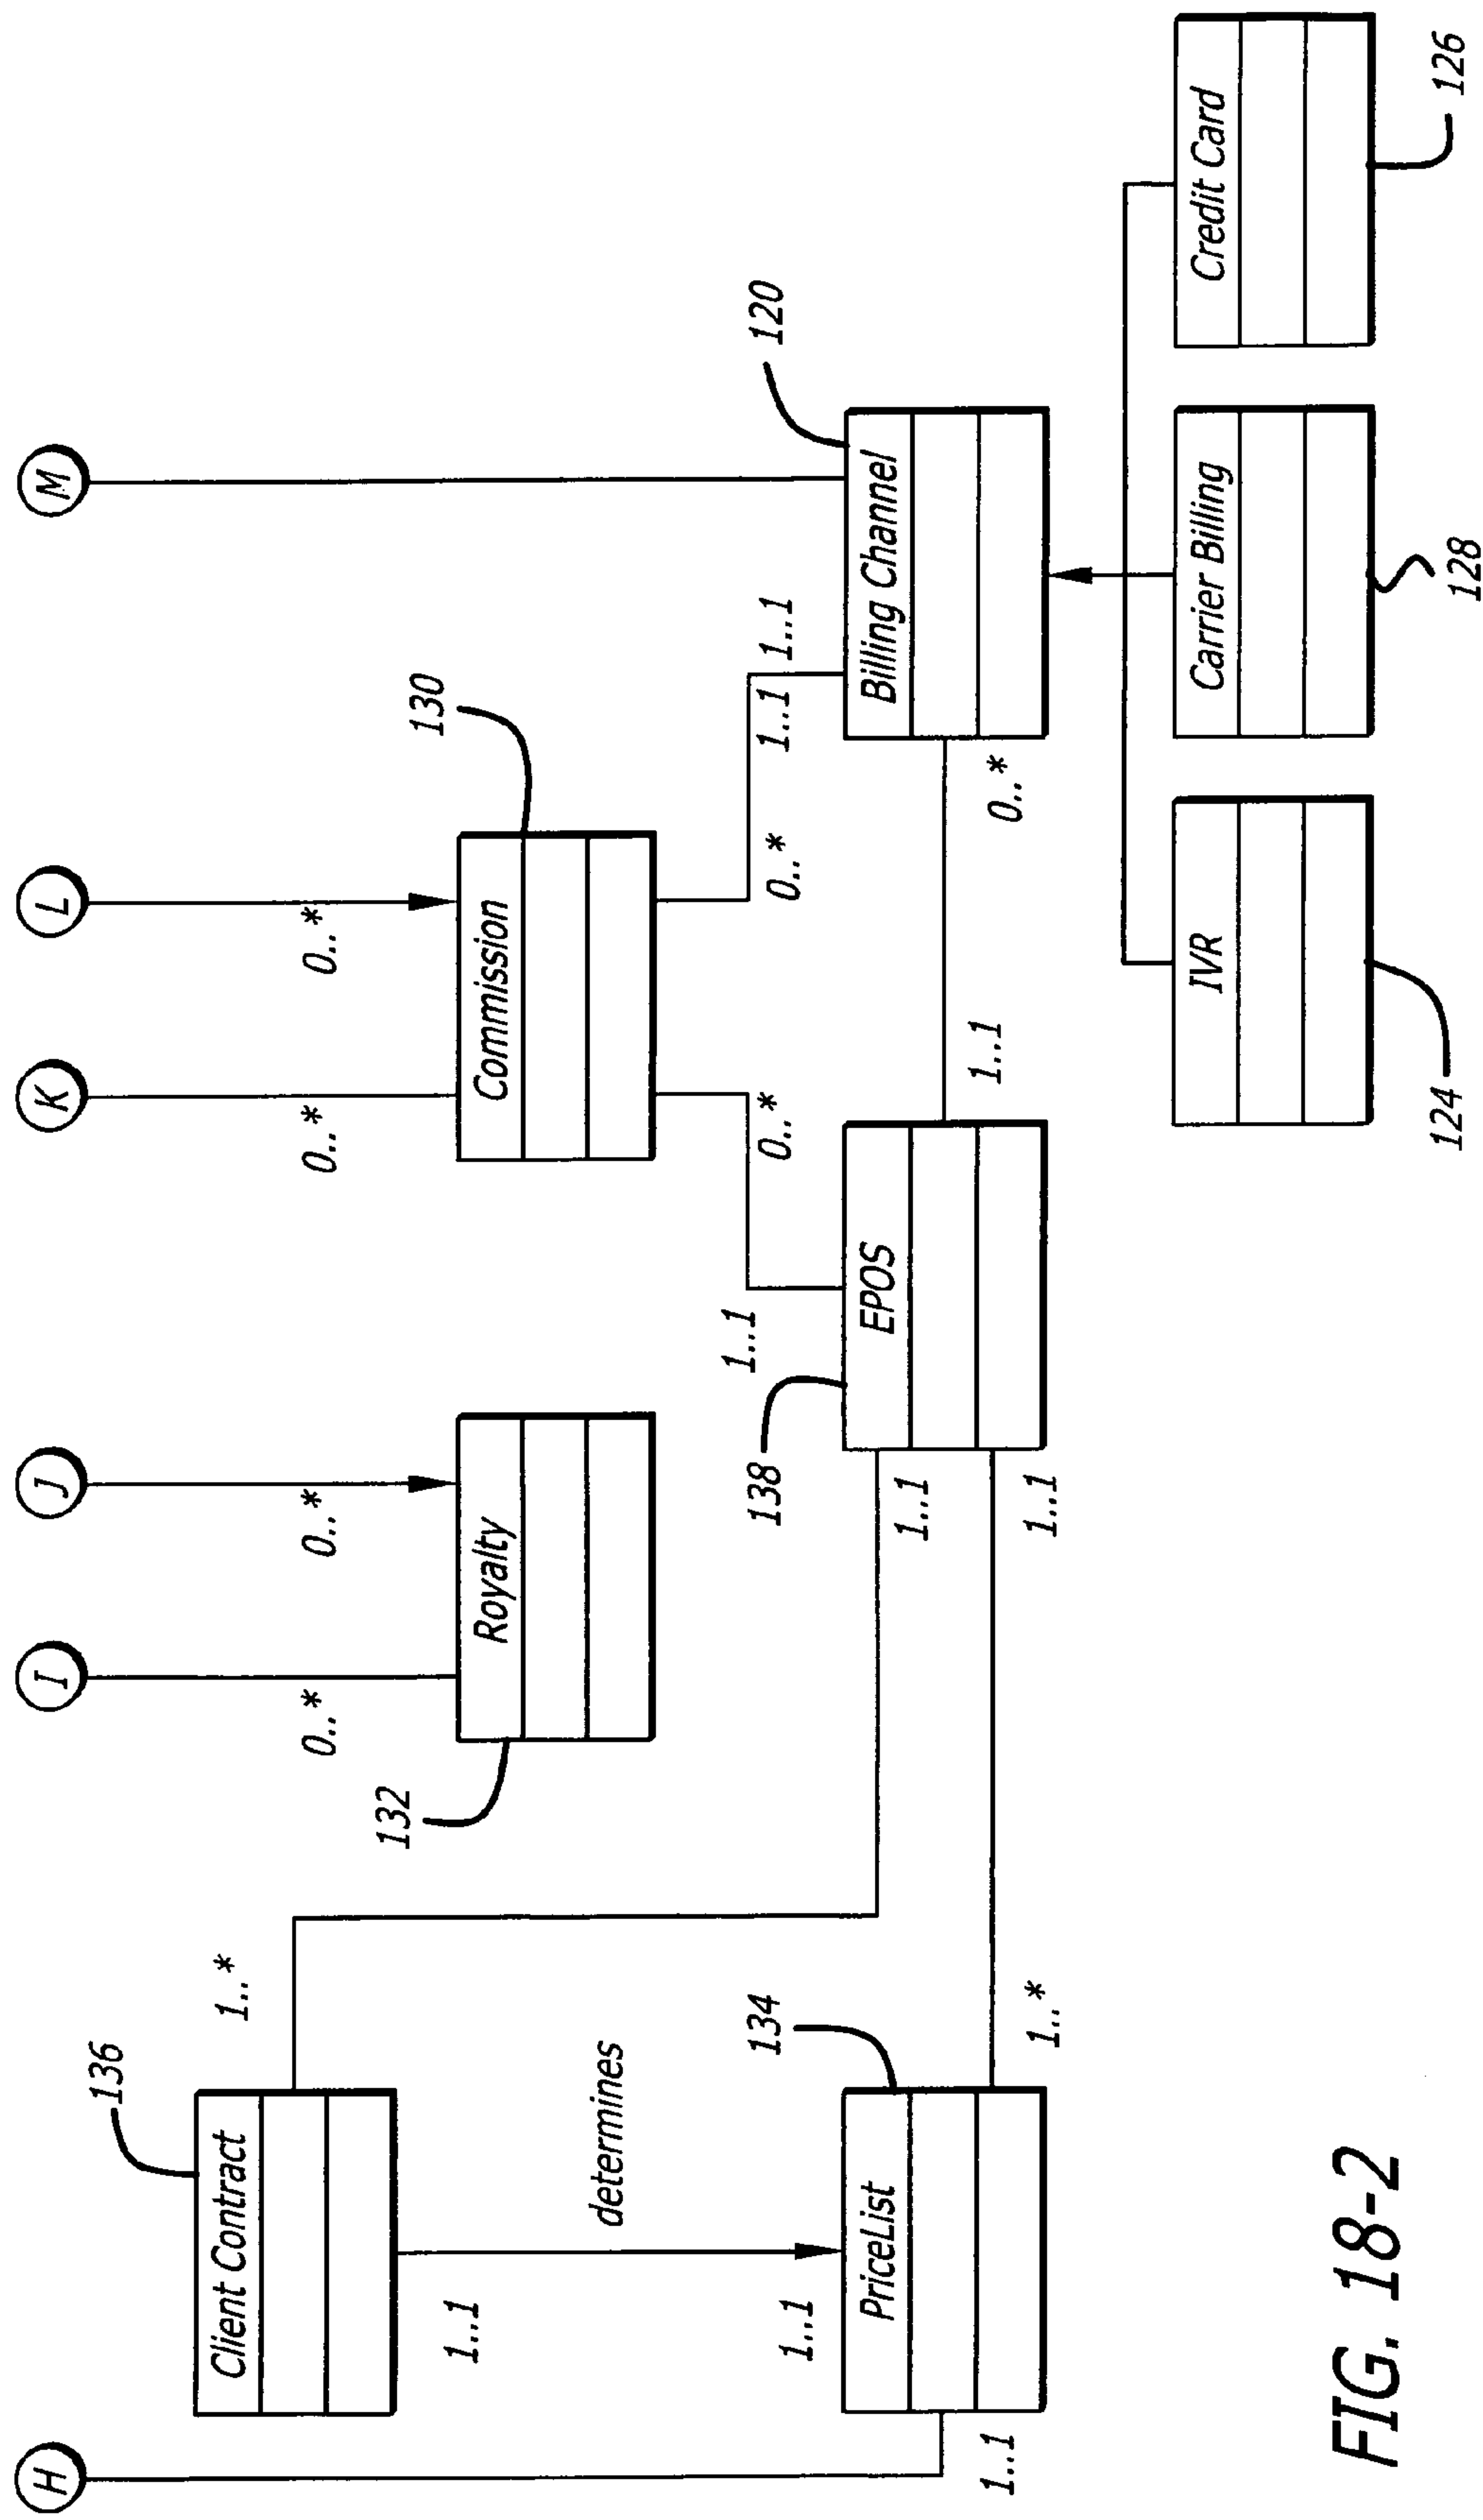 H
I
J
K
L
M
136
Client Contract
1..*
0..*
0..*
0..*
0..*
132
Royalty
130
Commission
1..1
determines
1..1
134
PriceList
1..1
1..*
138
1..1
EPOS
1..1
1..1
0..*
0..*
1..1
1..1
120
Billing Channel
1..1
0..*
IVR
124
Carrier Billing
128
Credit Card
126
FIG. 18-2